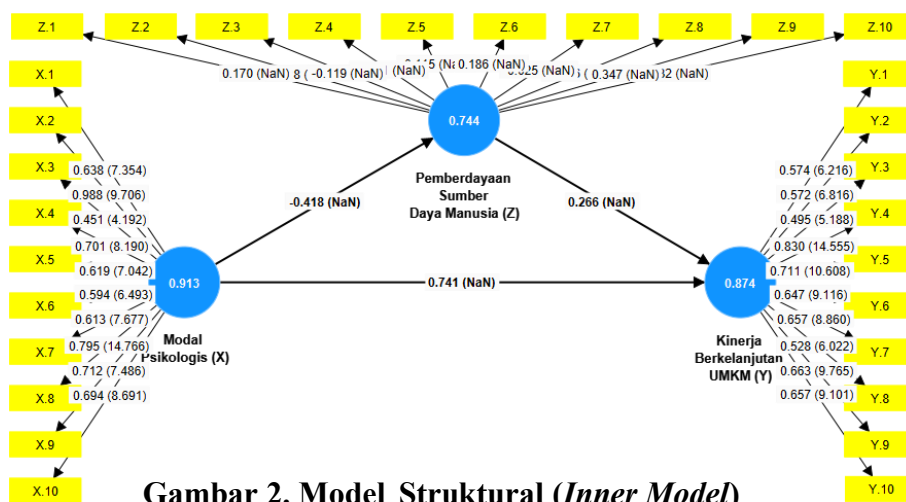 Z.1 Z.2 Z.3 Z.4 Z.5 Z.6 Z.7 Z.8 Z.9 Z.10
X.1
X.2
X.3
X.4
X.5
X.6
X.7
X.8
X.9
X.10
0.170 (NaN)
-0.119 (NaN)
(NaN)
0.186 (NaN)
0.347 (NaN)
(NaN)
0.744
Pemberdayaan
Sumber
Daya Manusia (Z)
-0.418 (NaN)
0.266 (NaN)
0.741 (NaN)
0.638 (7.354)
0.988 (9.706)
0.451 (4.192)
0.701 (8.190)
0.619 (7.042)
0.594 (6.493)
0.613 (7.677)
0.795 (14.766)
0.712 (7.486)
0.694 (8.691)
0.913
Modal
Psikologis (X)
0.874
Kinerja
Berkelanjutan
UMKM (Y)
0.574 (6.216)
0.572 (6.816)
0.495 (5.188)
0.830 (14.555)
0.711 (10.608)
0.647 (9.116)
0.657 (8.860)
0.528 (6.022)
0.663 (9.765)
0.657 (9.101)
Y.1
Y.2
Y.3
Y.4
Y.5
Y.6
Y.7
Y.8
Y.9
Y.10
Gambar 2. Model Struktural (Inner Model)